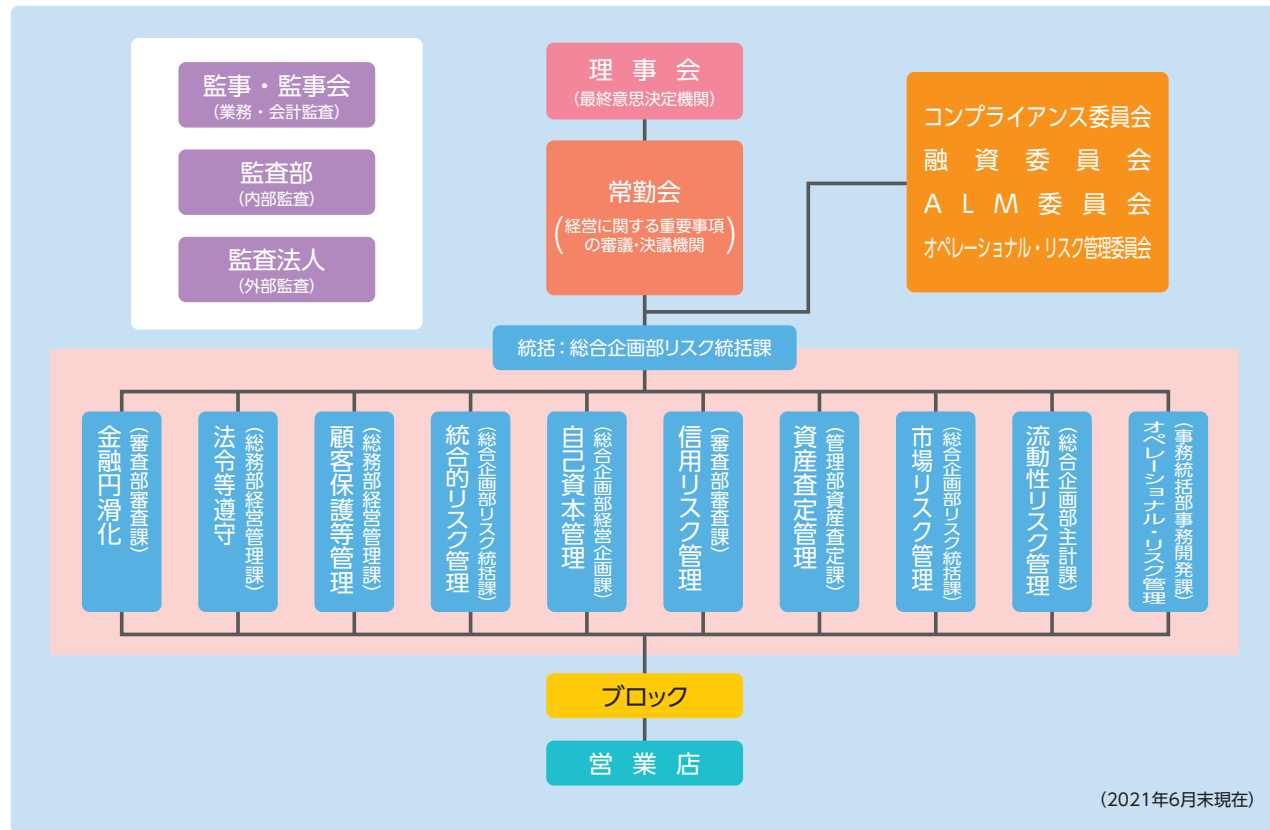 監事・監事会
(業務・会計監査)
監査部
(内部監査)
監査法人
(外部監査)
理事会
(最終意思決定機関)
常勤会
(経営に関する重要事項
の審議・決議機関)
コンプライアンス委員会
融資委員会
ALM委員会
オペレーショナル・リスク管理委員会
統括：総合企画部リスク統括課
金融円滑化
(審査部審査課)
法令等遵守
(総務部経営管理課)
顧客保護等管理
(総務部経営管理課)
統合的リスク管理
(総合企画部リスク統括課)
自己資本管理
(総合企画部経営企画課)
信用リスク管理
(審査部審査課)
資産査定管理
(管理部資産査定課)
市場リスク管理
(総合企画部リスク統括課)
流動性リスク管理
(総合企画部主計課)
オペレーショナル・リスク管理
(事務統括部事務開発課)
ブロック
営業店
(2021年6月末現在)